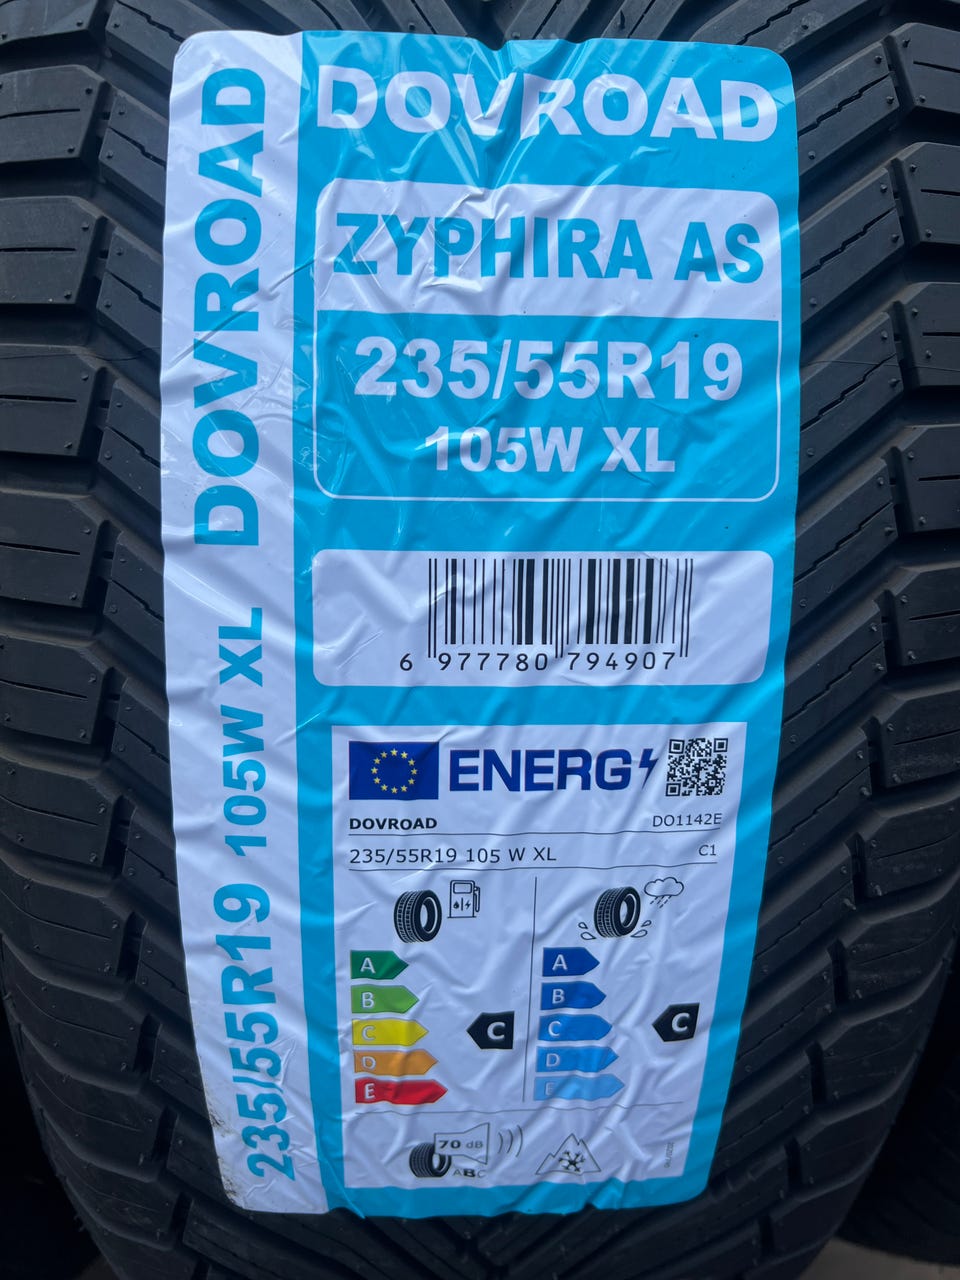 DOVROAD
ZYPHIRA AS
235/55R19
105W XL
6 977780 794907
DOVROAD
235/55R19 105W XL
ENERG
DOVROAD DO1142E
235/55R19 105 W XL C1
A A
B B
C C C C
D D
E E
70 dB
ABC